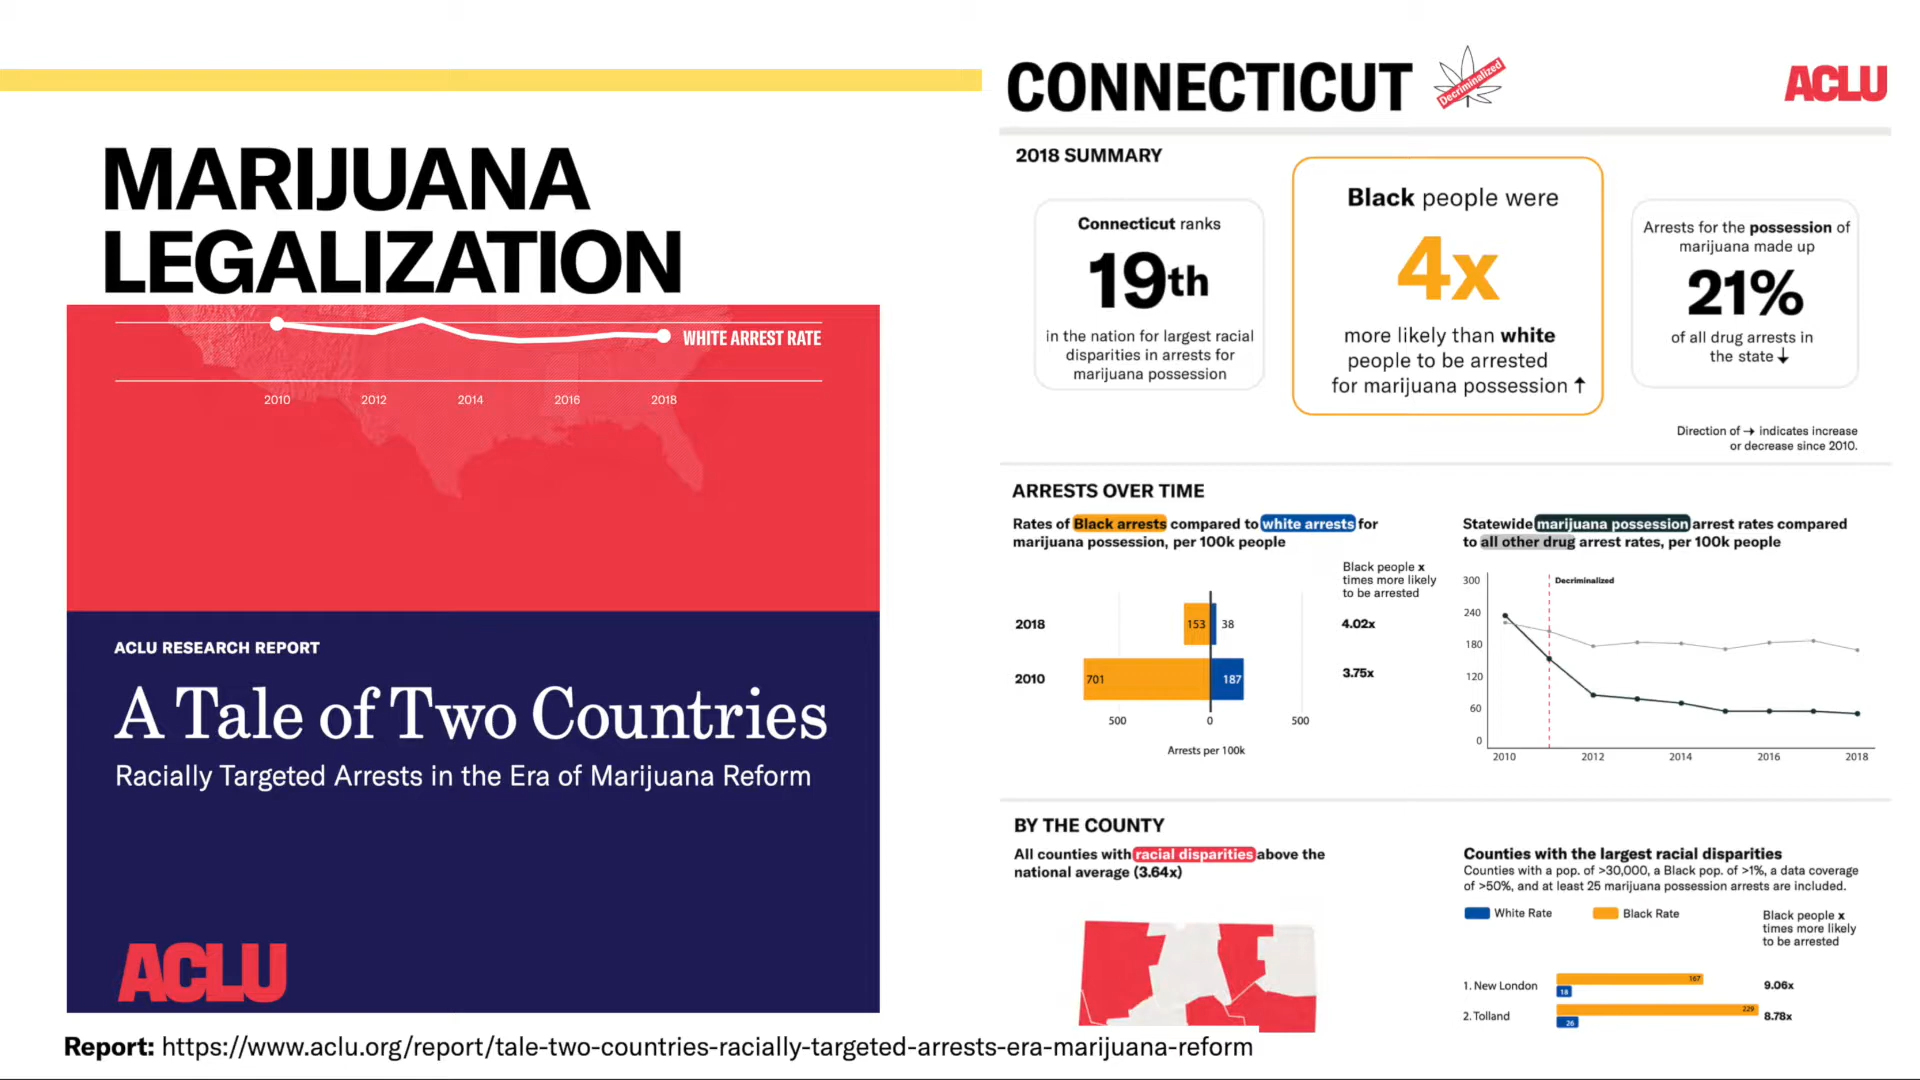 MARIJUANA
LEGALIZATION
WHITE ARREST RATE
2010 2012 2014 2016 2018
ACLU RESEARCH REPORT
A Tale of Two Countries
Racially Targeted Arrests in the Era of Marijuana Reform
ACLU
Report: https://www.aclu.org/report/tale-two-countries-racially-targeted-arrests-era-marijuana-reform
CONNECTICUT
Decriminalized
ACLU
2018 SUMMARY
Connecticut ranks
19th
in the nation for largest racial
disparities in arrests for
marijuana possession
Black people were
4x
more likely than white
people to be arrested
for marijuana possession ↑
Arrests for the possession of
marijuana made up
21%
of all drug arrests in
the state ↓
Direction of → indicates increase
or decrease since 2010.
ARRESTS OVER TIME
Rates of Black arrests compared to white arrests for
marijuana possession, per 100k people
Black people x
times more likely
to be arrested
2018 153 38 4.02x
2010 701 187 3.75x
500 0 500
Arrests per 100k
Statewide marijuana possession arrest rates compared
to all other drug arrest rates, per 100k people
Decriminalized
300
240
180
120
60
0
2010 2012 2014 2016 2018
BY THE COUNTY
All counties with racial disparities above the
national average (3.64x)
Counties with the largest racial disparities
Counties with a pop. of >30,000, a Black pop. of >1%, a data coverage
of >50%, and at least 25 marijuana possession arrests are included.
White Rate Black Rate
Black people x
times more likely
to be arrested
1. New London 167 18 9.06x
2. Tolland 229 26 8.78x